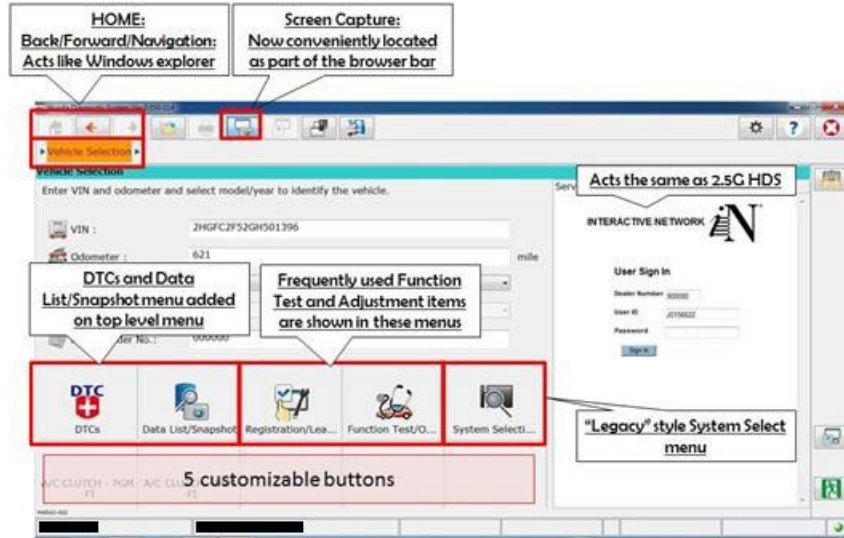 HOME:
Back/Forward/Navigation:
Acts like Windows explorer
Screen Capture:
Now conveniently located
as part of the browser bar
Vehicle Selection
Vehicle Selection
Enter VIN and odometer and select model/year to identify the vehicle.
Acts the same as 2.5G HDS
VIN :
2HGFC2F52GH501396
INTERACTIVE NETWORK iN
Odometer :
621
mile
User Sign In
DTCs and Data
List/Snapshot menu added
on top level menu
Frequently used Function
Test and Adjustment items
are shown in these menus
Dealer Number
User ID
Password
Sign In
No.:
000000
DTC
DTCs
Data List/Snapshot
Registration/Lea...
Function Test/O...
System Selecti...
"Legacy" style System Select
menu
5 customizable buttons